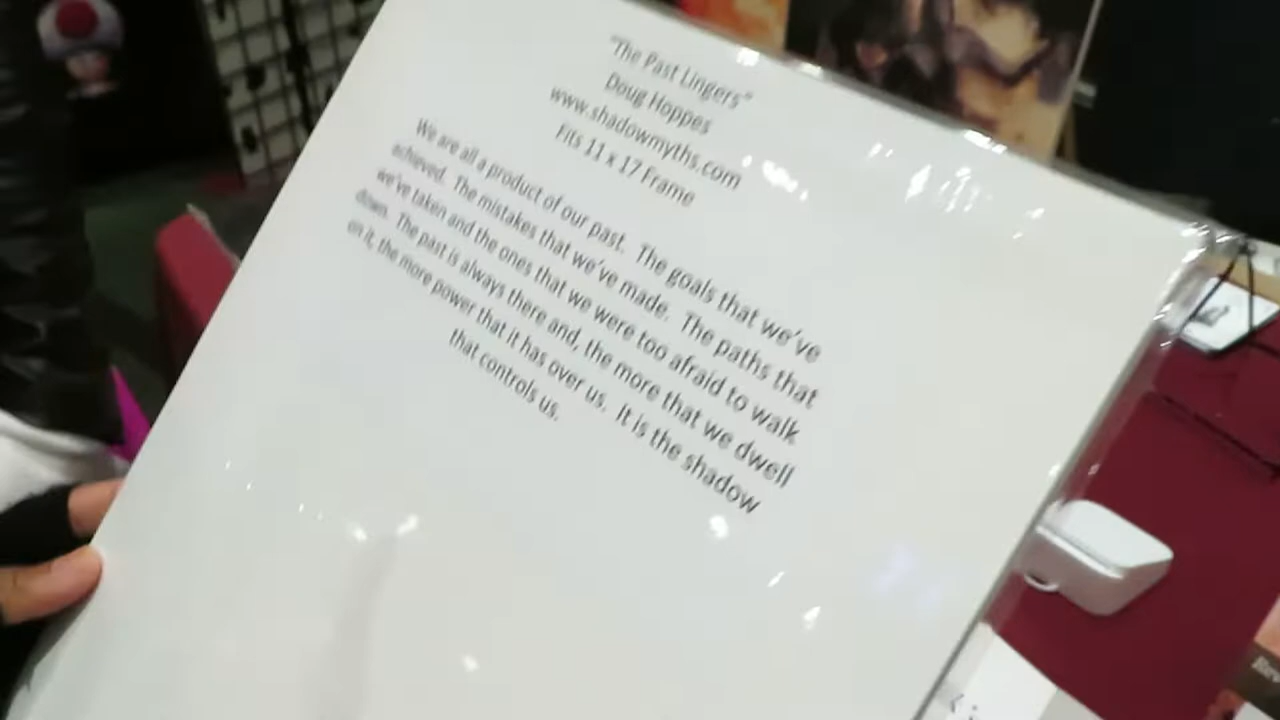 "The Past Lingers"
Doug Hoppes
www.shadowmyths.com
Fits 11 x 17 Frame
We are all a product of our past. The goals that we've
achieved. The mistakes that we've made. The paths that
we've taken and the ones that we were too afraid to walk
down. The past is always there and, the more that we dwell
on it, the more power that it has over us. It is the shadow
that controls us.